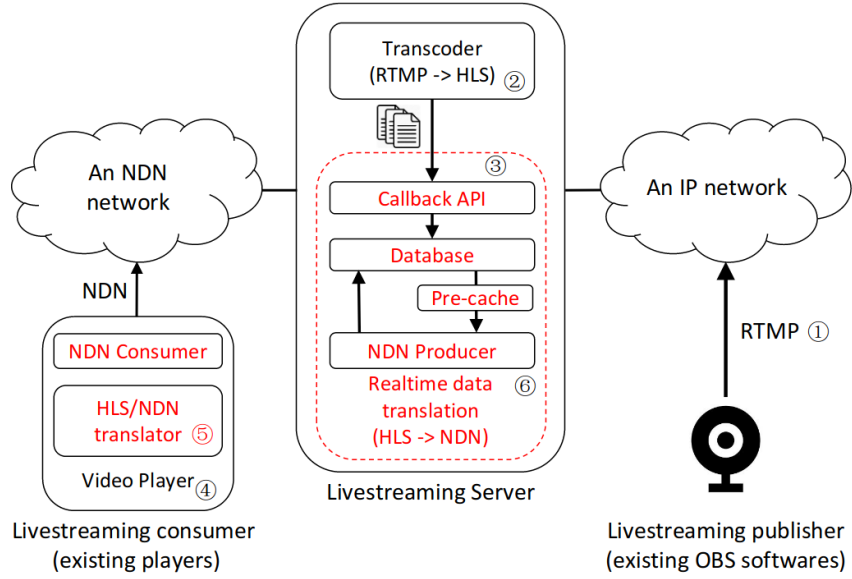 Transcoder
(RTMP -> HLS) ②
③
An NDN
network
Callback API
Database
Pre-cache
NDN Producer
⑥
Realtime data
translation
(HLS -> NDN)
Livestreaming Server
An IP network
RTMP ①
NDN
NDN Consumer
HLS/NDN
translator ⑤
Video Player ④
Livestreaming consumer
(existing players)
Livestreaming publisher
(existing OBS softwares)